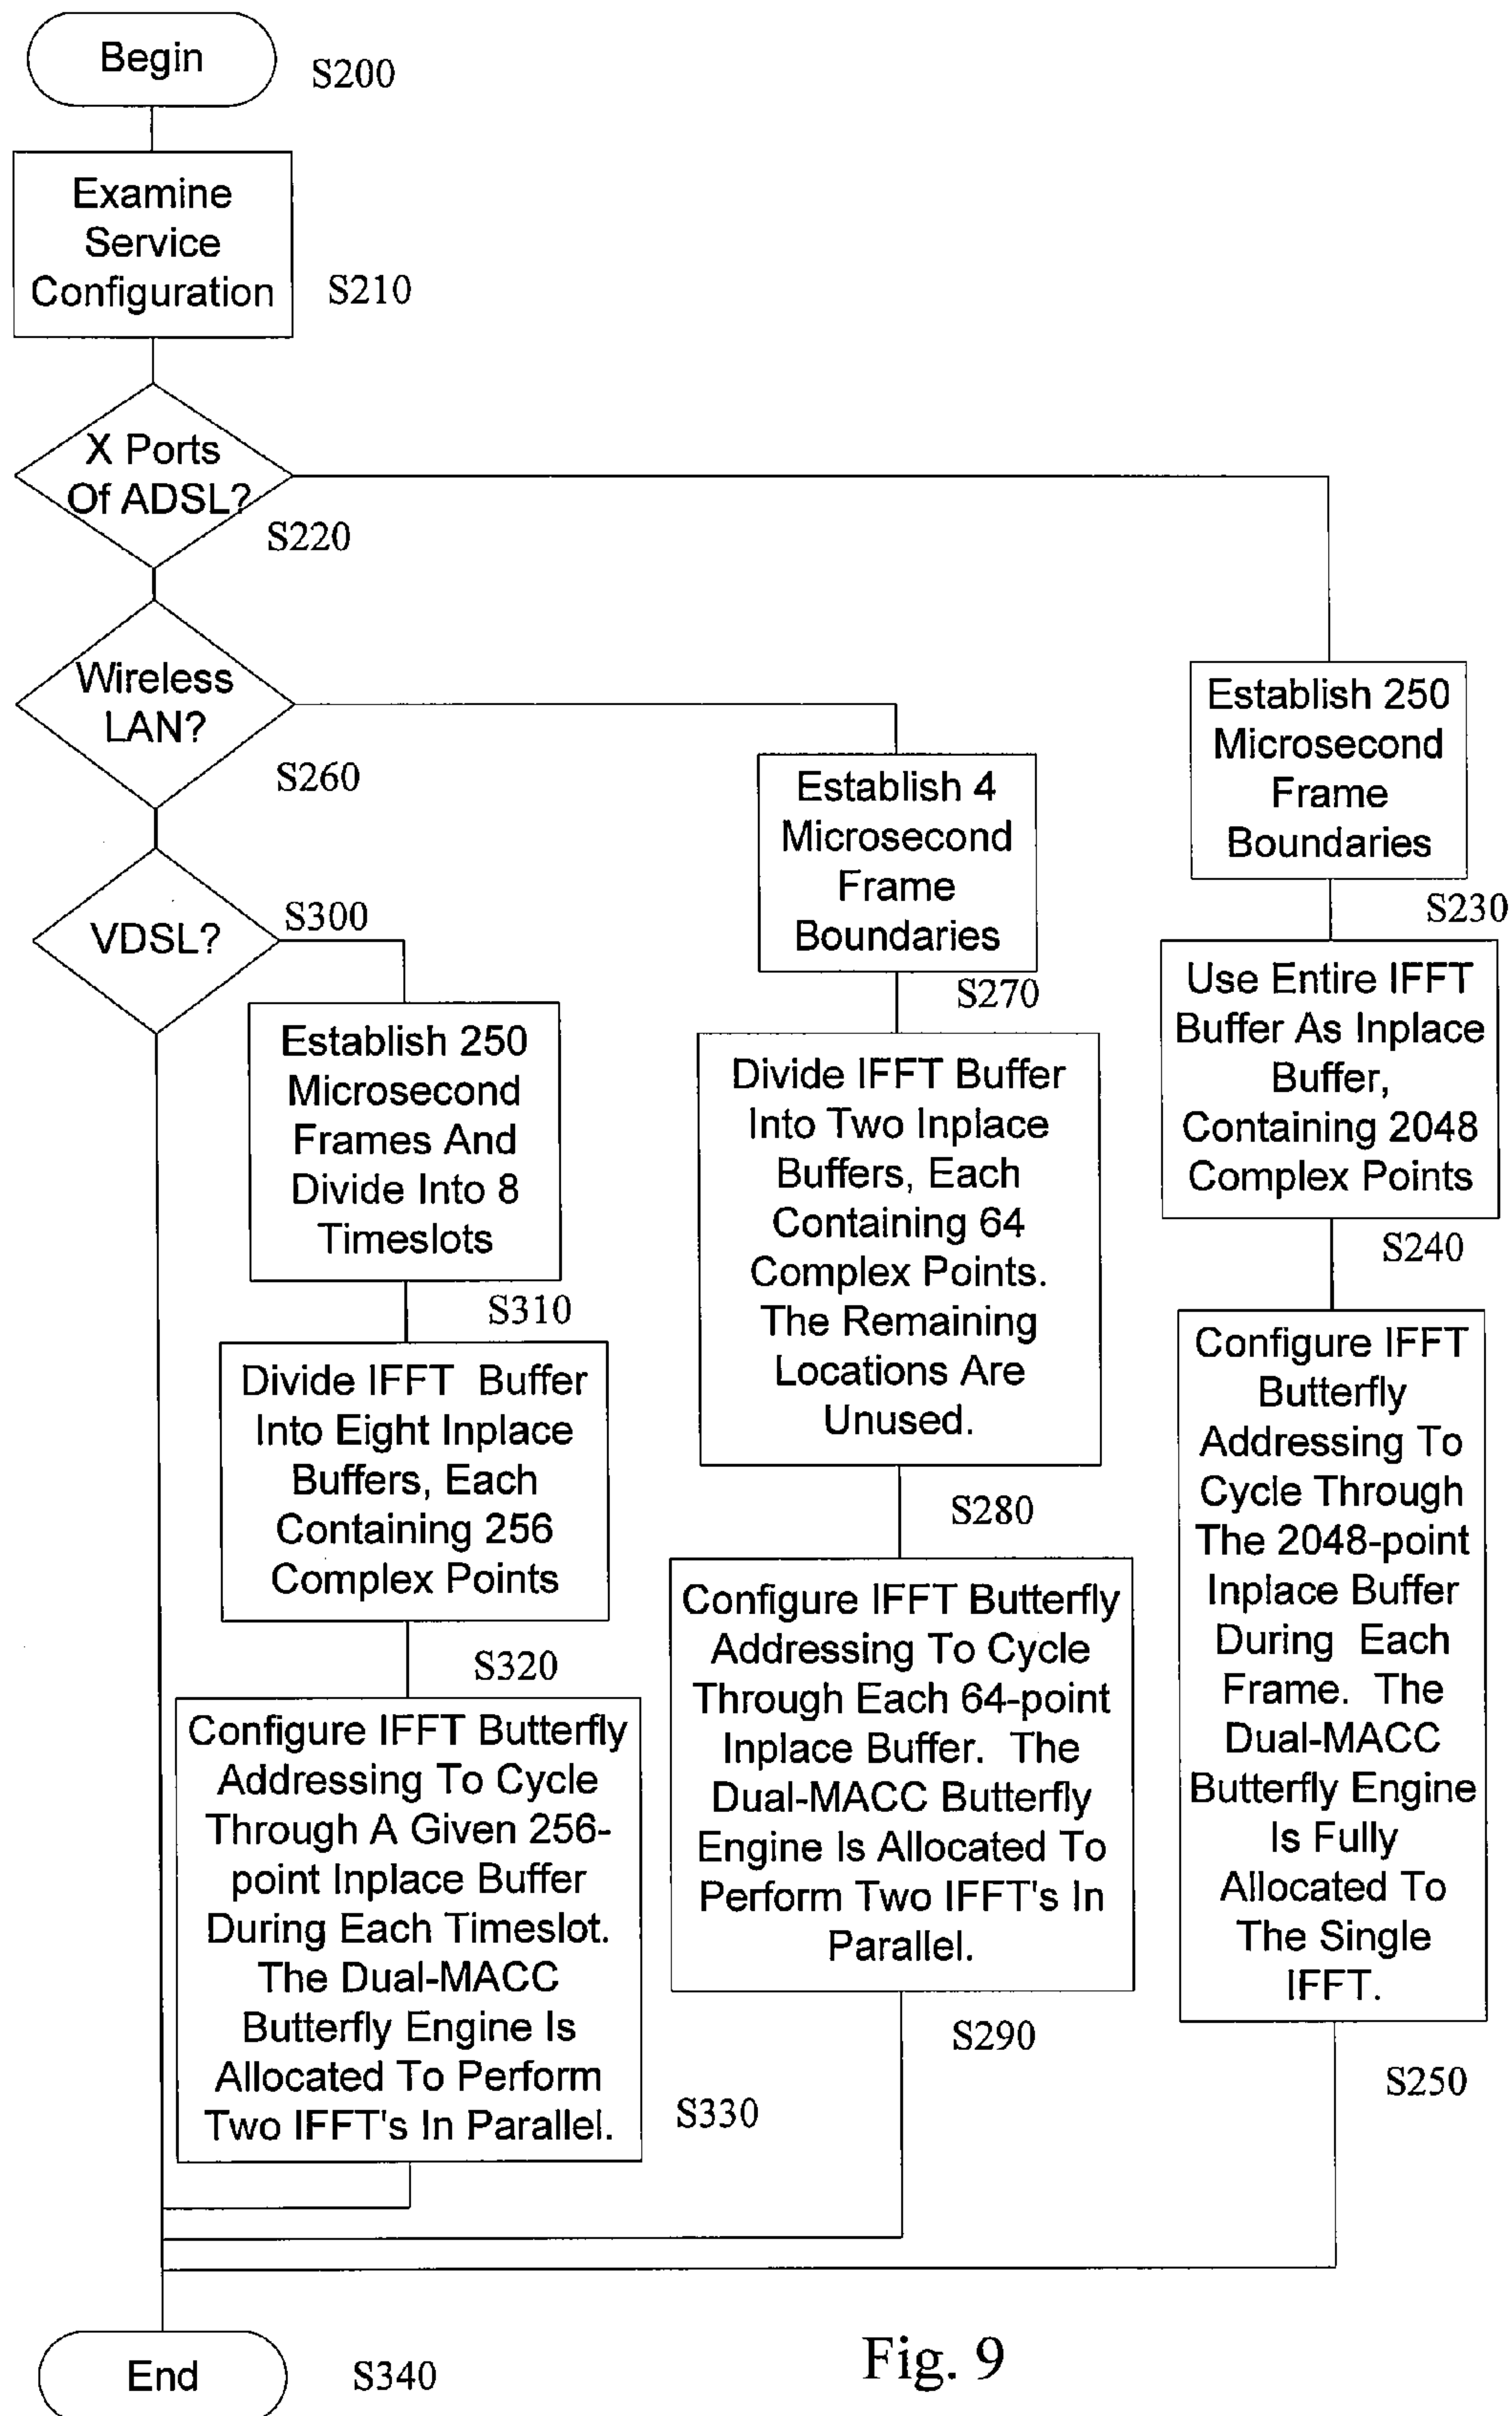 Begin
S200
Examine
Service
Configuration
S210
X Ports
Of ADSL?
S220
Wireless
LAN?
S260
VDSL?
S300
Establish 250
Microsecond
Frames And
Divide Into 8
Timeslots
S310
Divide IFFT Buffer
Into Eight Inplace
Buffers, Each
Containing 256
Complex Points
S320
Configure IFFT Butterfly
Addressing To Cycle
Through A Given 256-
point Inplace Buffer
During Each Timeslot.
The Dual-MACC
Butterfly Engine Is
Allocated To Perform
Two IFFT's In Parallel.
S330
Establish 4
Microsecond
Frame
Boundaries
S270
Divide IFFT Buffer
Into Two Inplace
Buffers, Each
Containing 64
Complex Points.
The Remaining
Locations Are
Unused.
S280
Configure IFFT Butterfly
Addressing To Cycle
Through Each 64-point
Inplace Buffer. The
Dual-MACC Butterfly
Engine Is Allocated To
Perform Two IFFT's In
Parallel.
S290
Establish 250
Microsecond
Frame
Boundaries
S230
Use Entire IFFT
Buffer As Inplace
Buffer,
Containing 2048
Complex Points
S240
Configure IFFT
Butterfly
Addressing To
Cycle Through
The 2048-point
Inplace Buffer
During Each
Frame. The
Dual-MACC
Butterfly Engine
Is Fully
Allocated To
The Single
IFFT.
S250
End
S340
Fig. 9